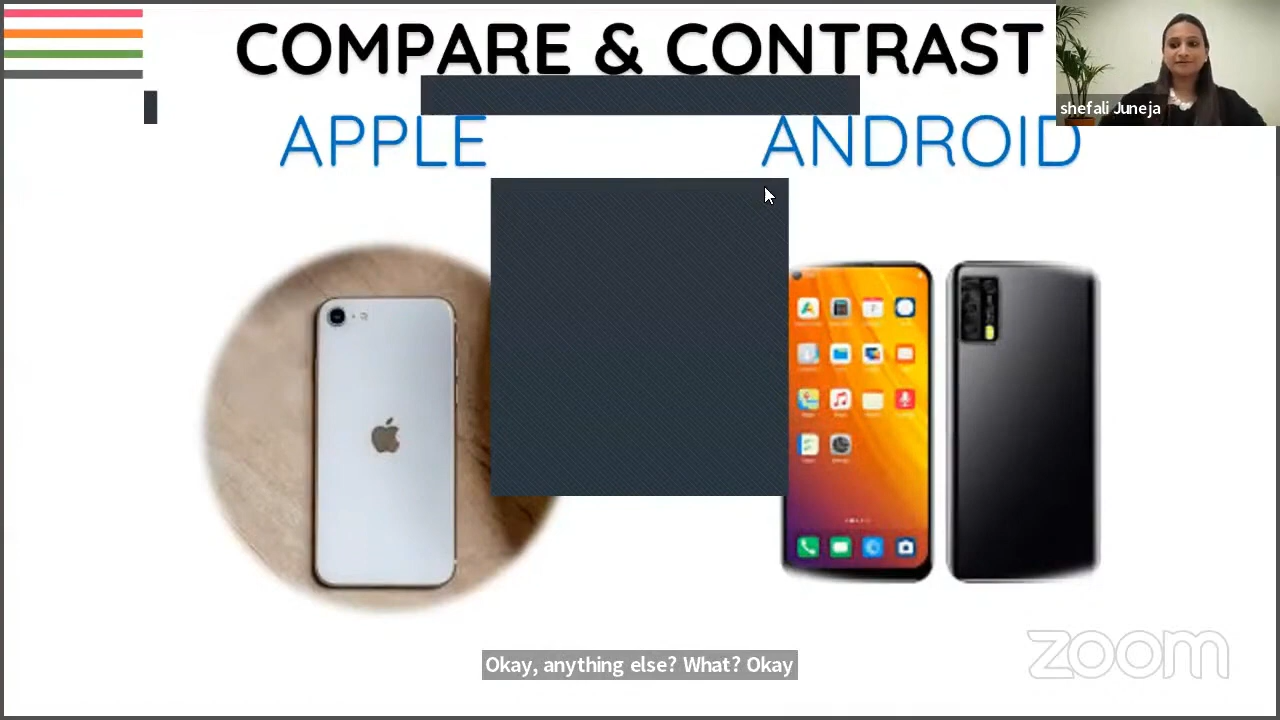 COMPARE & CONTRAST
shefali Juneja
APPLE
ANDROID
Okay, anything else? What? Okay
zoom